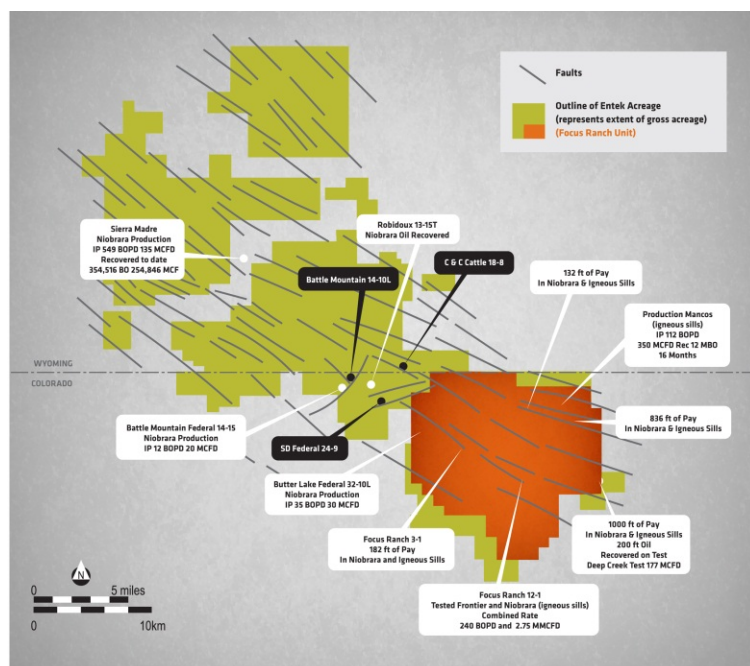 Faults
Outline of Entek Acreage
(represents extent of gross acreage)
(Focus Ranch Unit)
Sierra Madre
Niobrara Production
IP 549 BOPD 135 MCFD
Recovered to date
354,516 BO 254,846 MCF
Robidoux 13-15T
Niobrara Oil Recovered
Battle Mountain 14-10L
C & C Cattle 18-8
132 ft of Pay
In Niobrara & Igneous Sills
Production Mancos
(igneous sills)
IP 112 BOPD
350 MCFD Rec 12 MBO
16 Months
WYOMING
COLORADO
836 ft of Pay
In Niobrara & Igneous Sills
Battle Mountain Federal 14-15
Niobrara Production
IP 12 BOPD 20 MCFD
SD Federal 24-9
Butter Lake Federal 32-10L
Niobrara Production
IP 35 BOPD 30 MCFD
Focus Ranch 3-1
182 ft of Pay
In Niobrara and Igneous Sills
1000 ft of Pay
In Niobrara & Igneous Sills
200 ft Oil
Recovered on Test
Deep Creek Test 177 MCFD
Focus Ranch 12-1
Tested Frontier and Niobrara (igneous sills)
Combined Rate
240 BOPD and 2.75 MMCFD
N
0 5 miles
0 10km